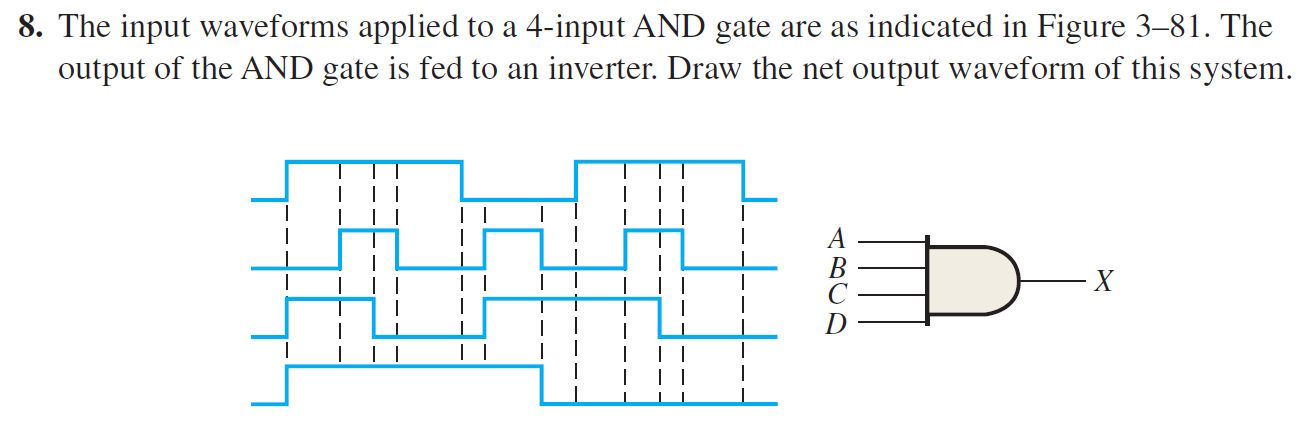 8. The input waveforms applied to a 4-input AND gate are as indicated in Figure 3–81. The
output of the AND gate is fed to an inverter. Draw the net output waveform of this system.
A
B
C
D
X